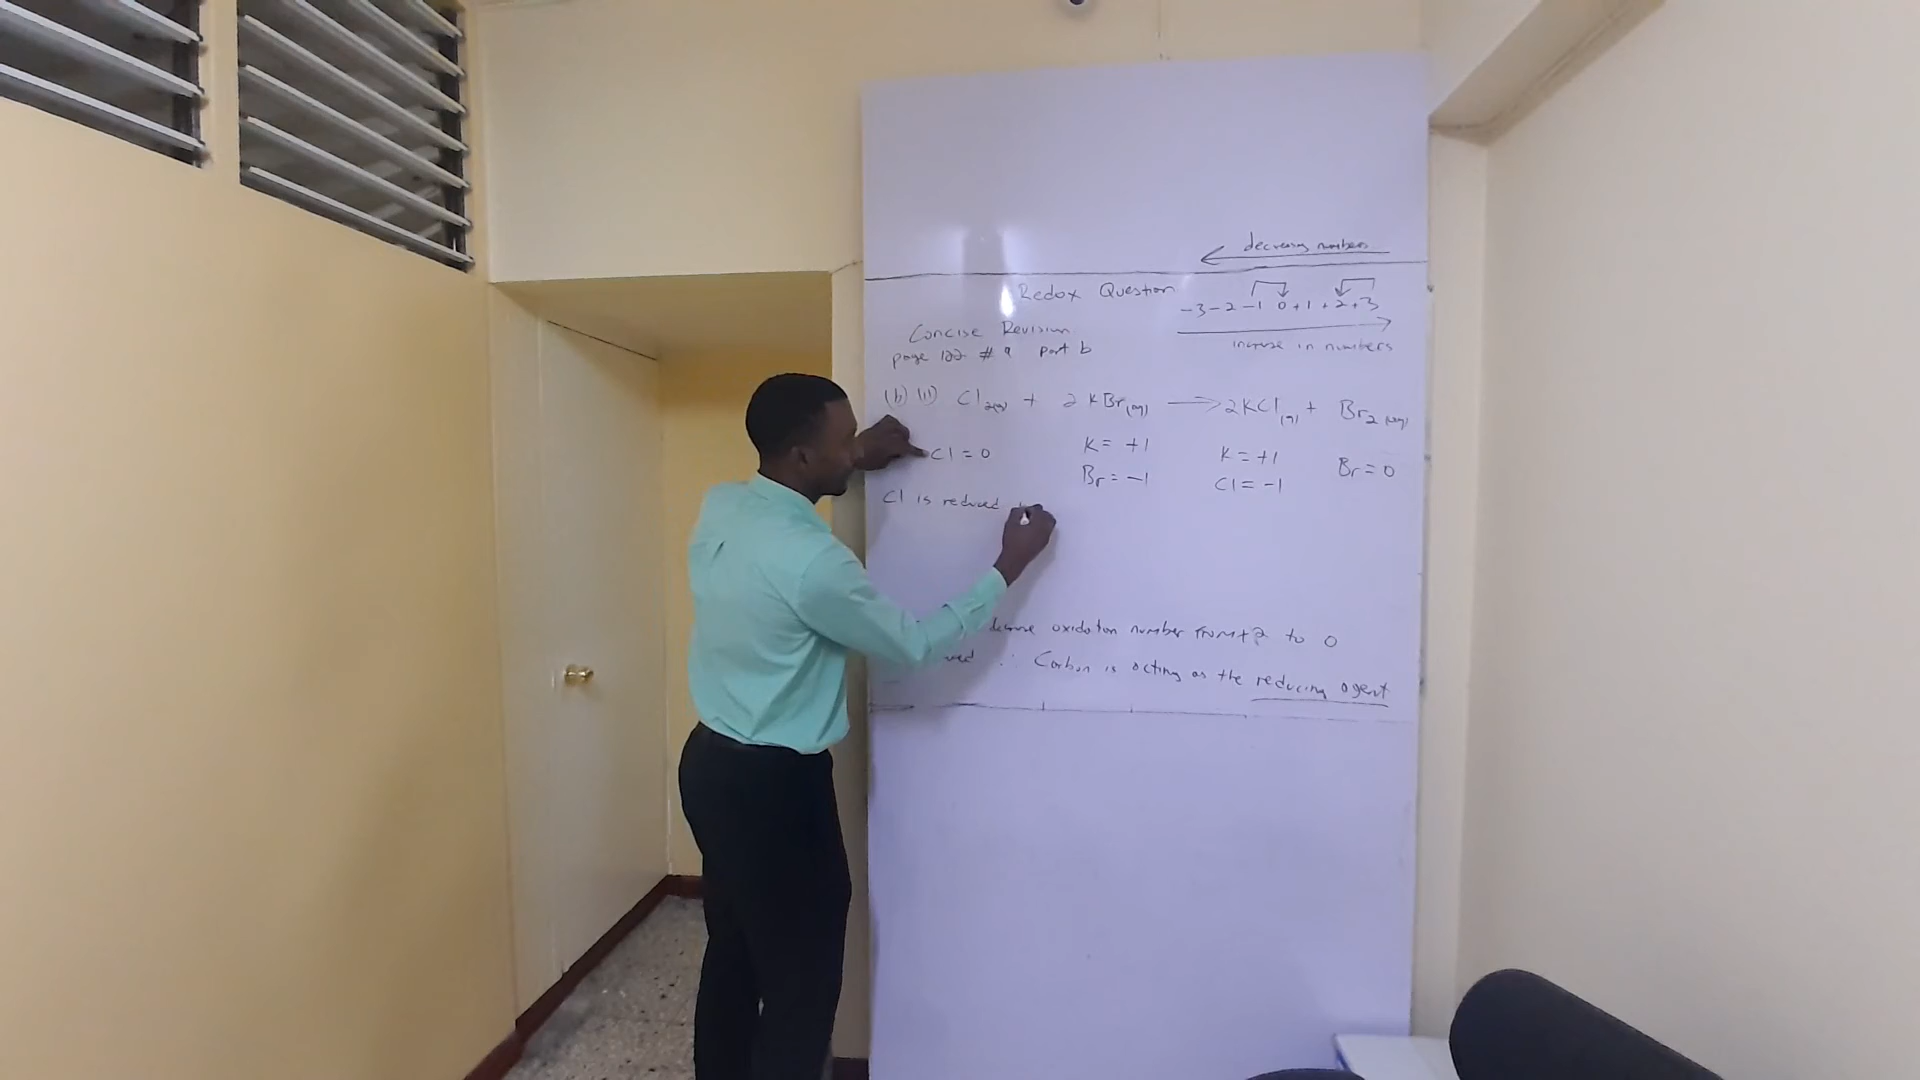 decreasing numbers
Redox Question
-3 -2 -1 0 +1 +2 +3
increase in numbers
Concise Revision
page 122 # 9 part b
(b) (ii) Cl2(g) + 2KBr(aq) → 2KCl(aq) + Br2(aq)
Cl = 0 K = +1 K = +1 Br = 0
Br = -1 Cl = -1
Cl is reduced
oxidation number from +2 to 0
∴ Carbon is acting as the reducing agent